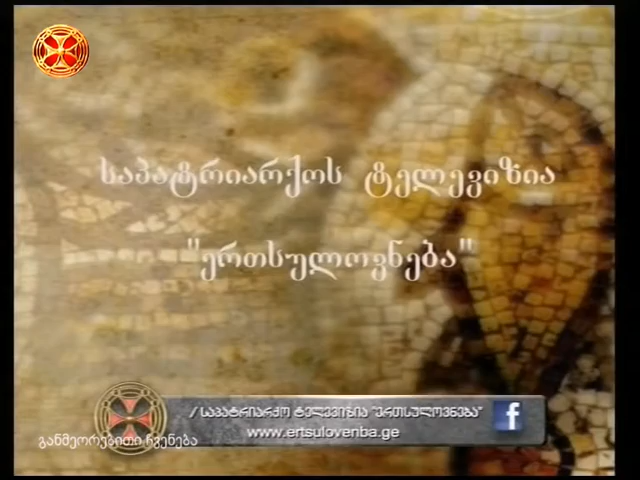 საპატრიარქოს ტელევიზია
"ერთსულოვნება"
/ საპატრიარქო ტელევიზია "ერთსულოვნება"
www.ertsulovenba.ge
f
განმეორებითი ჩვენება